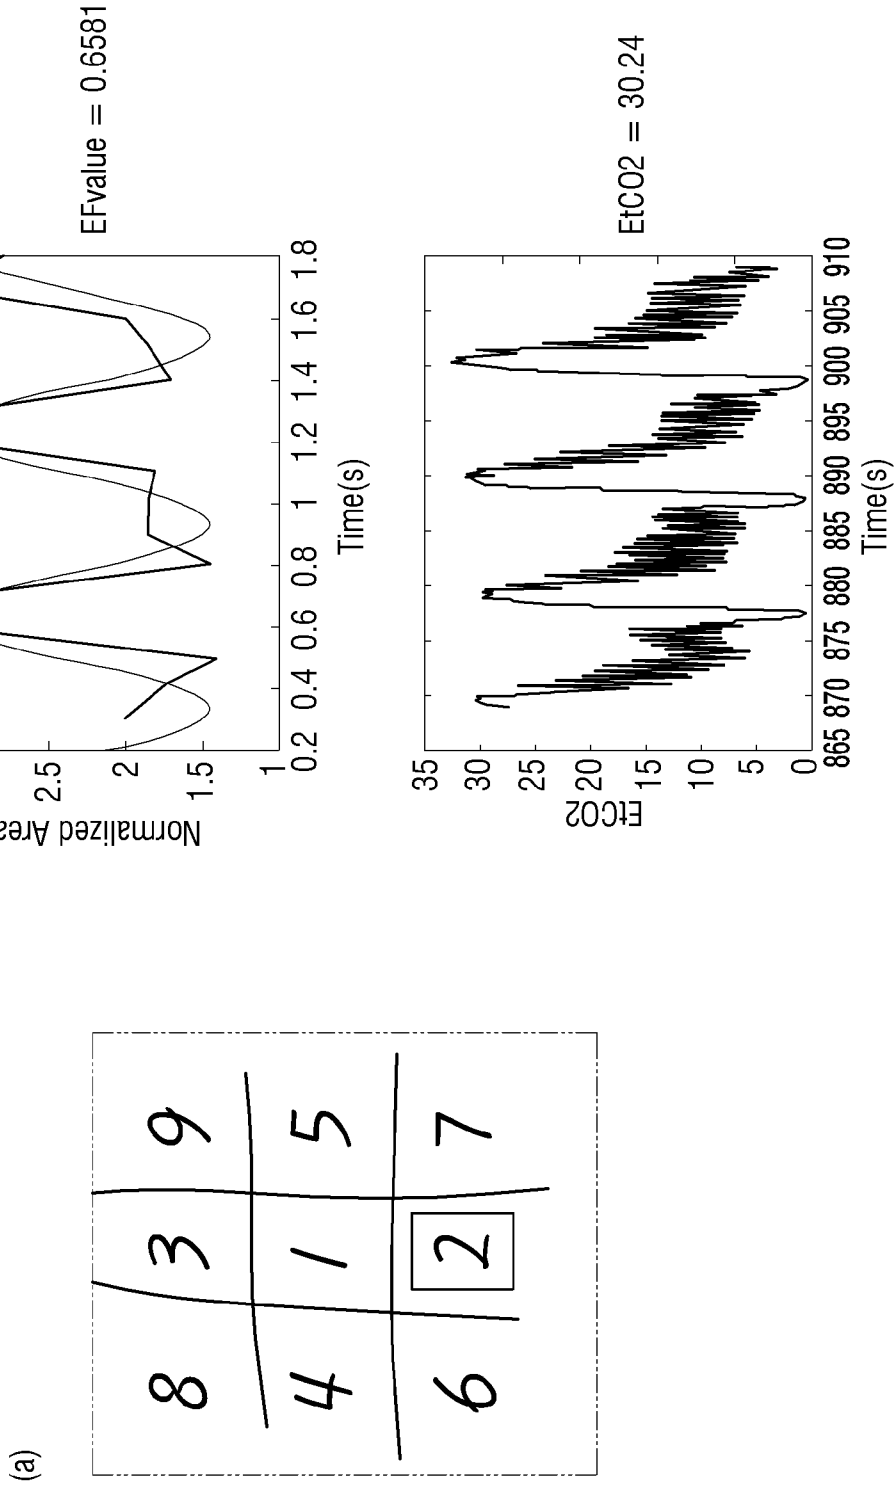 (a)
8 3 9
4 1 5
6 2 7
EFvalue = 0.6581
Normalized Area
2.5
2
1.5
1
0.2 0.4 0.6 0.8 1 1.2 1.4 1.6 1.8
Time(s)
EtCO2 = 30.24
EtCO2
35
30
25
20
15
10
5
0
865 870 875 880 885 890 895 900 905 910
Time(s)